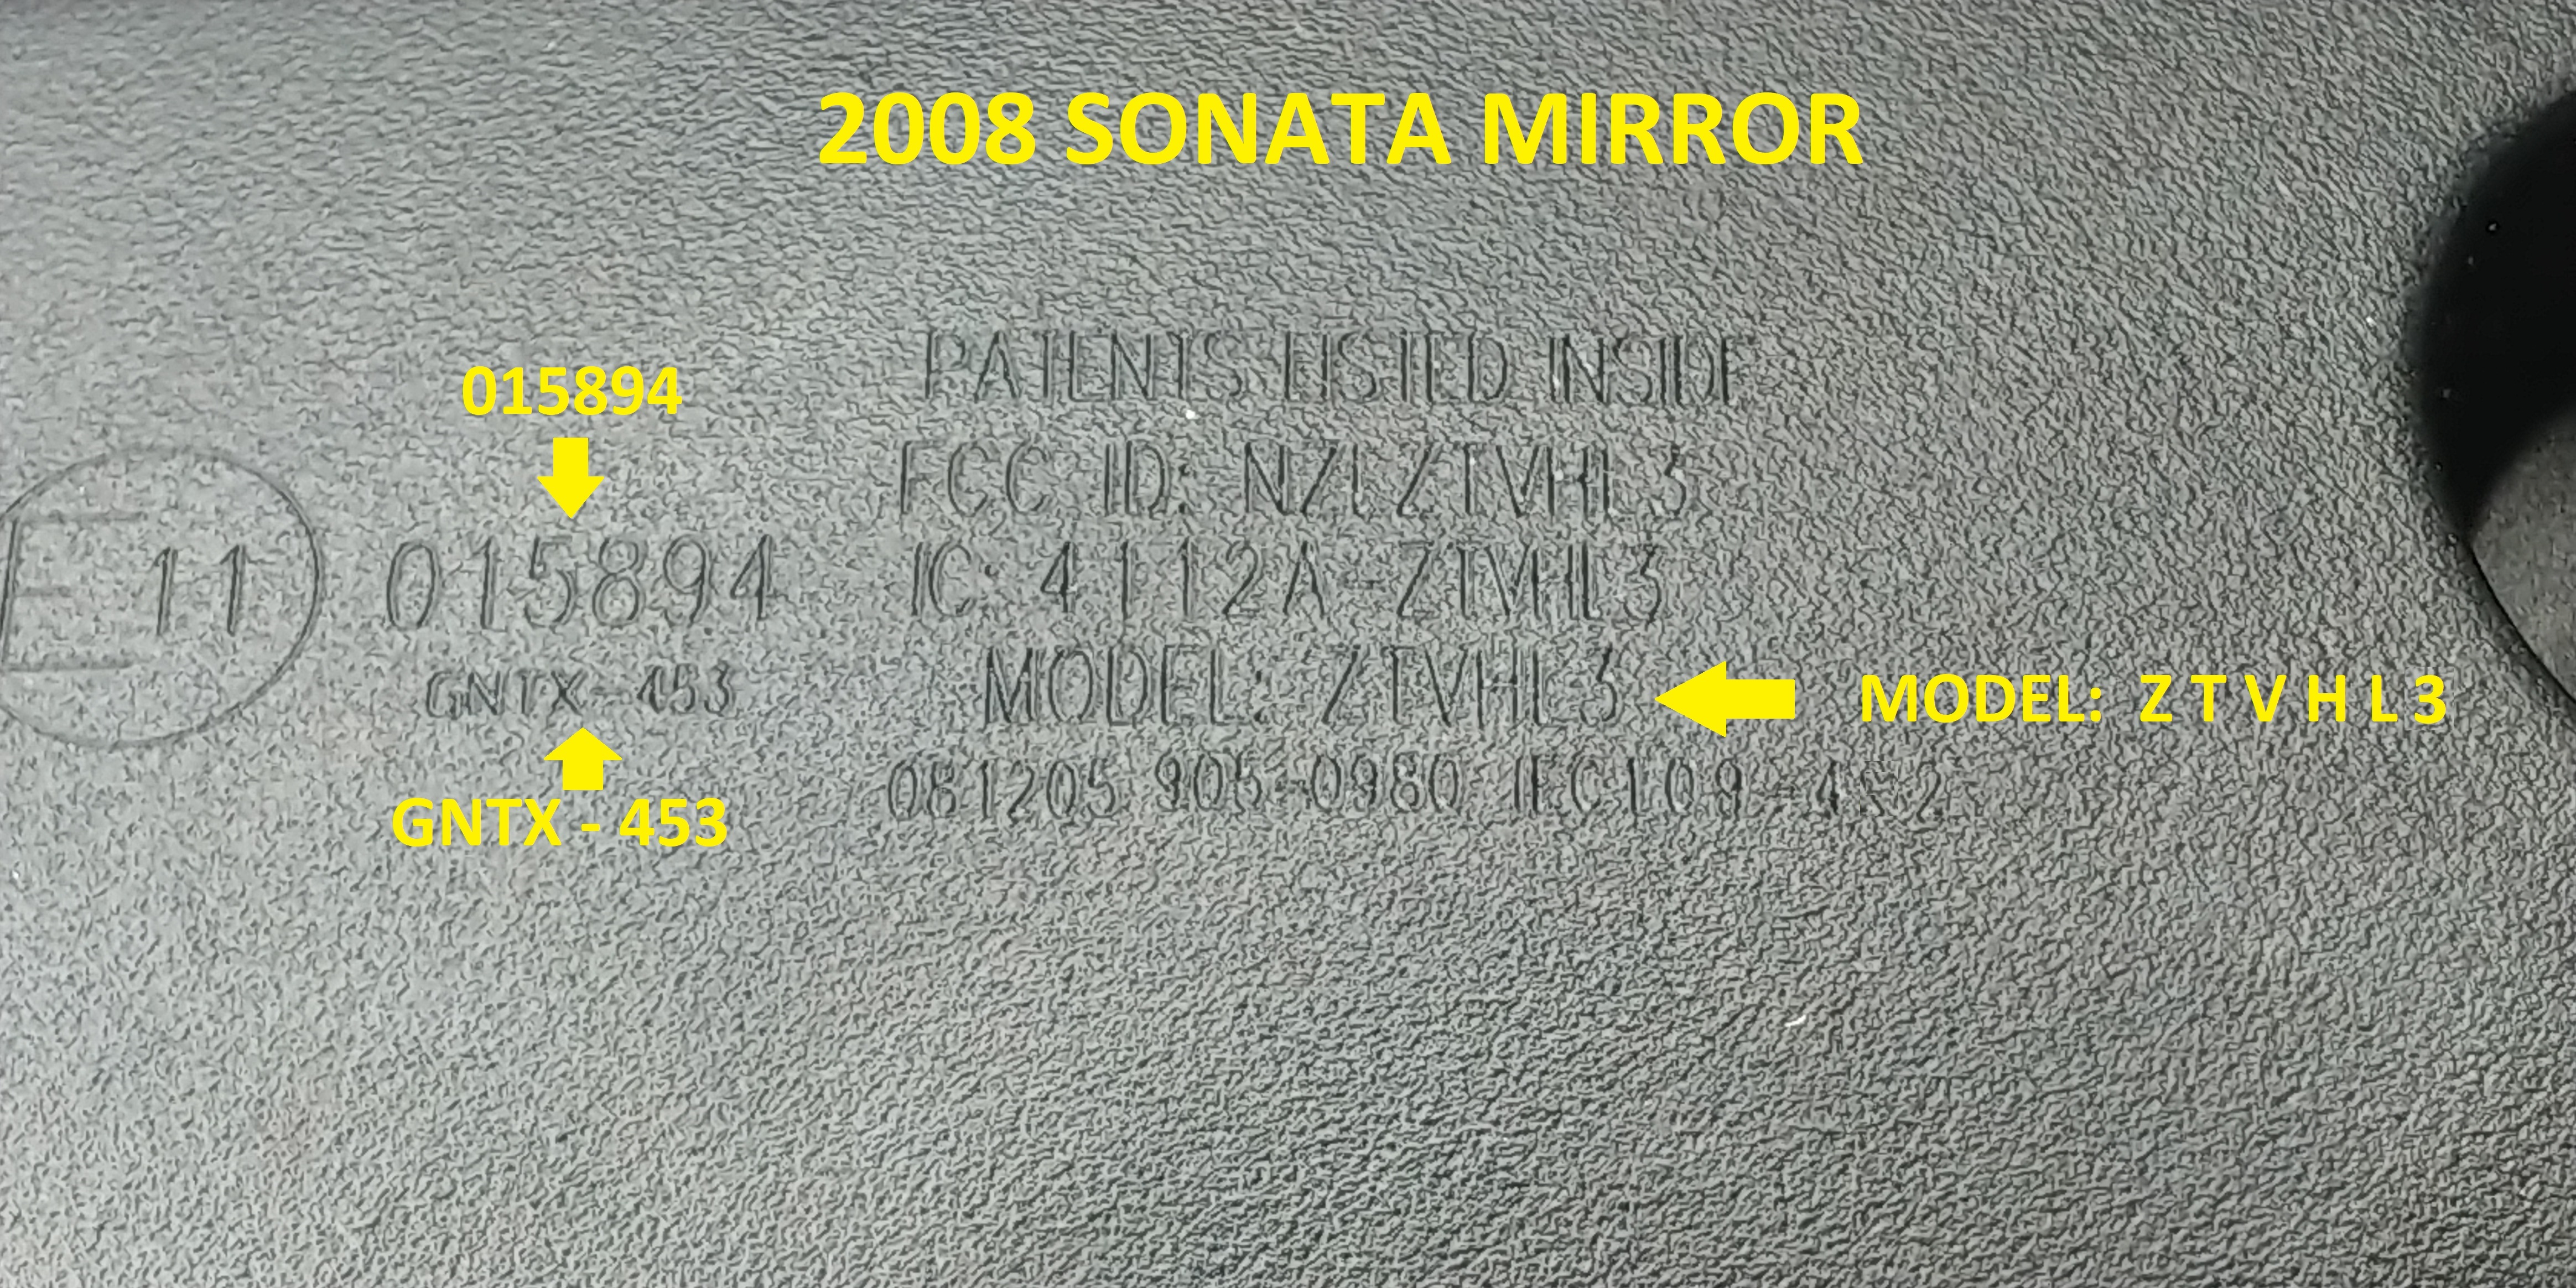 2008 SONATA MIRROR
PATENTS LISTED INSIDE
015894
FCC ID: NZLZTVHL3
E 11
015894
IC: 4112A-ZTVHL3
GNTX-453
MODEL: ZTVHL3
MODEL: Z T V H L 3
GNTX - 453
081205 905-0980 IEC109